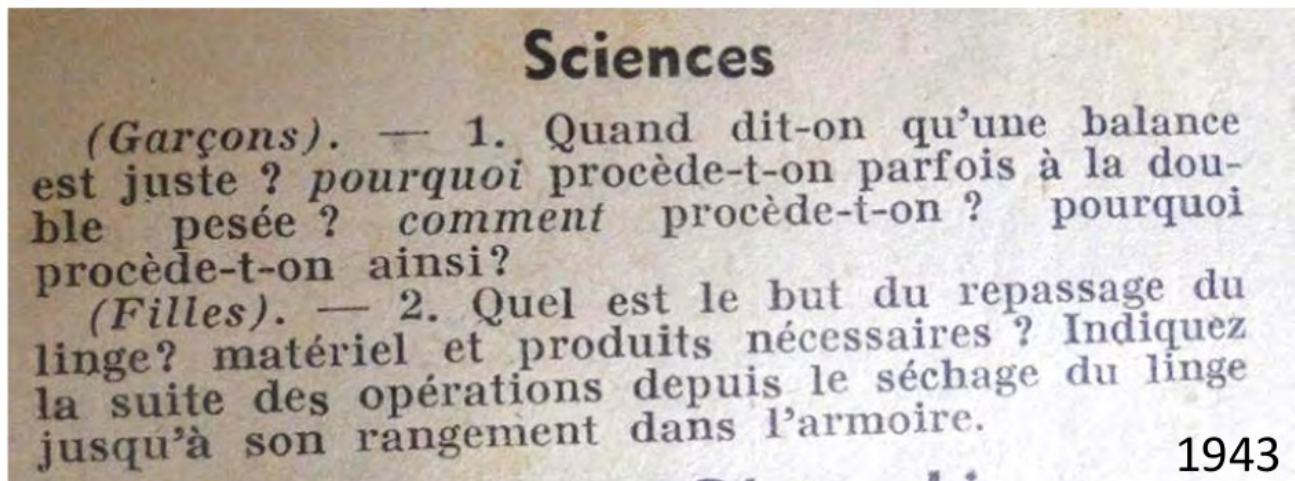 Sciences
(Garçons). — 1. Quand dit-on qu'une balance
est juste ? pourquoi procède-t-on parfois à la dou-
ble pesée ? comment procède-t-on ? pourquoi
procède-t-on ainsi?
(Filles). — 2. Quel est le but du repassage du
linge? matériel et produits nécessaires ? Indiquez
la suite des opérations depuis le séchage du linge
jusqu'à son rangement dans l'armoire.
1943